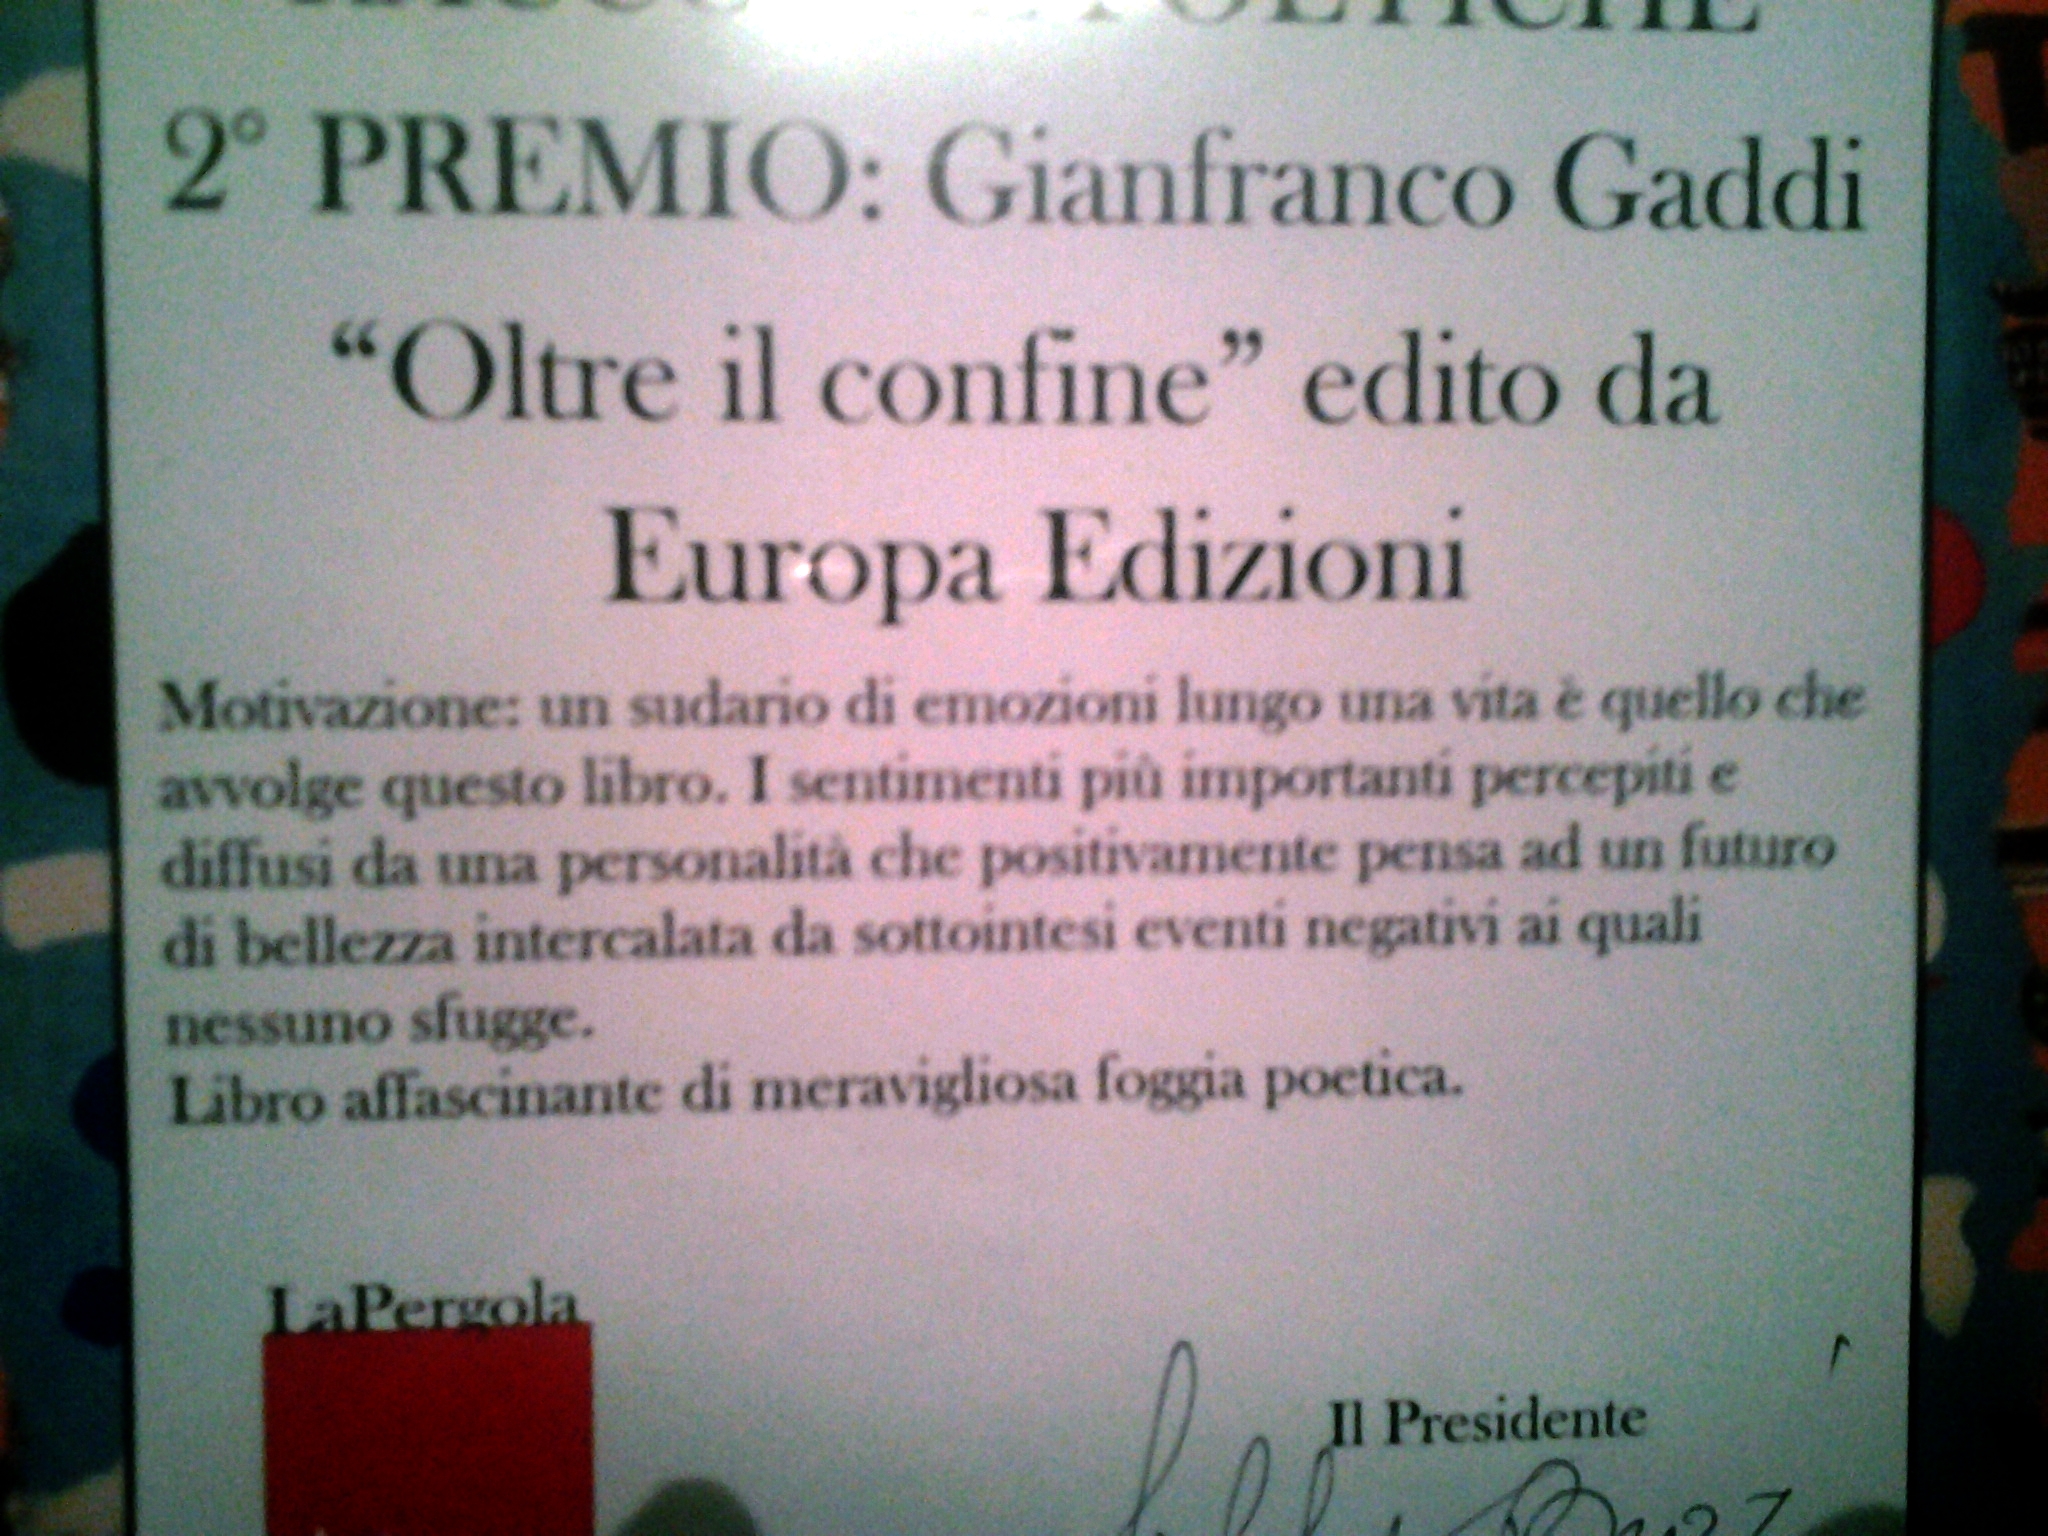 2° PREMIO: Gianfranco Gaddi
“Oltre il confine” edito da
Europa Edizioni
Motivazione: un sudario di emozioni lungo una vita è quello che
avvolge questo libro. I sentimenti più importanti percepiti e
diffusi da una personalità che positivamente pensa ad un futuro
di bellezza intercalata da sottointesi eventi negativi ai quali
nessuno sfugge.
Libro affascinante di meravigliosa foggia poetica.
LaPergola
Il Presidente